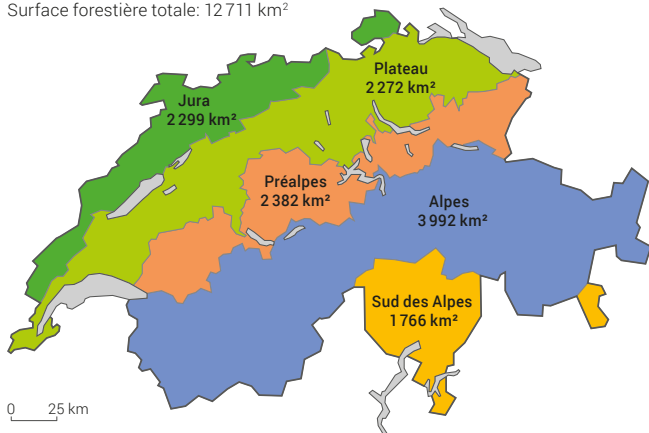 Surface forestière totale: 12 711 km²
Plateau
2 272 km²
Jura
2 299 km²
Préalpes
2 382 km²
Alpes
3 992 km²
Sud des Alpes
1 766 km²
0 25 km